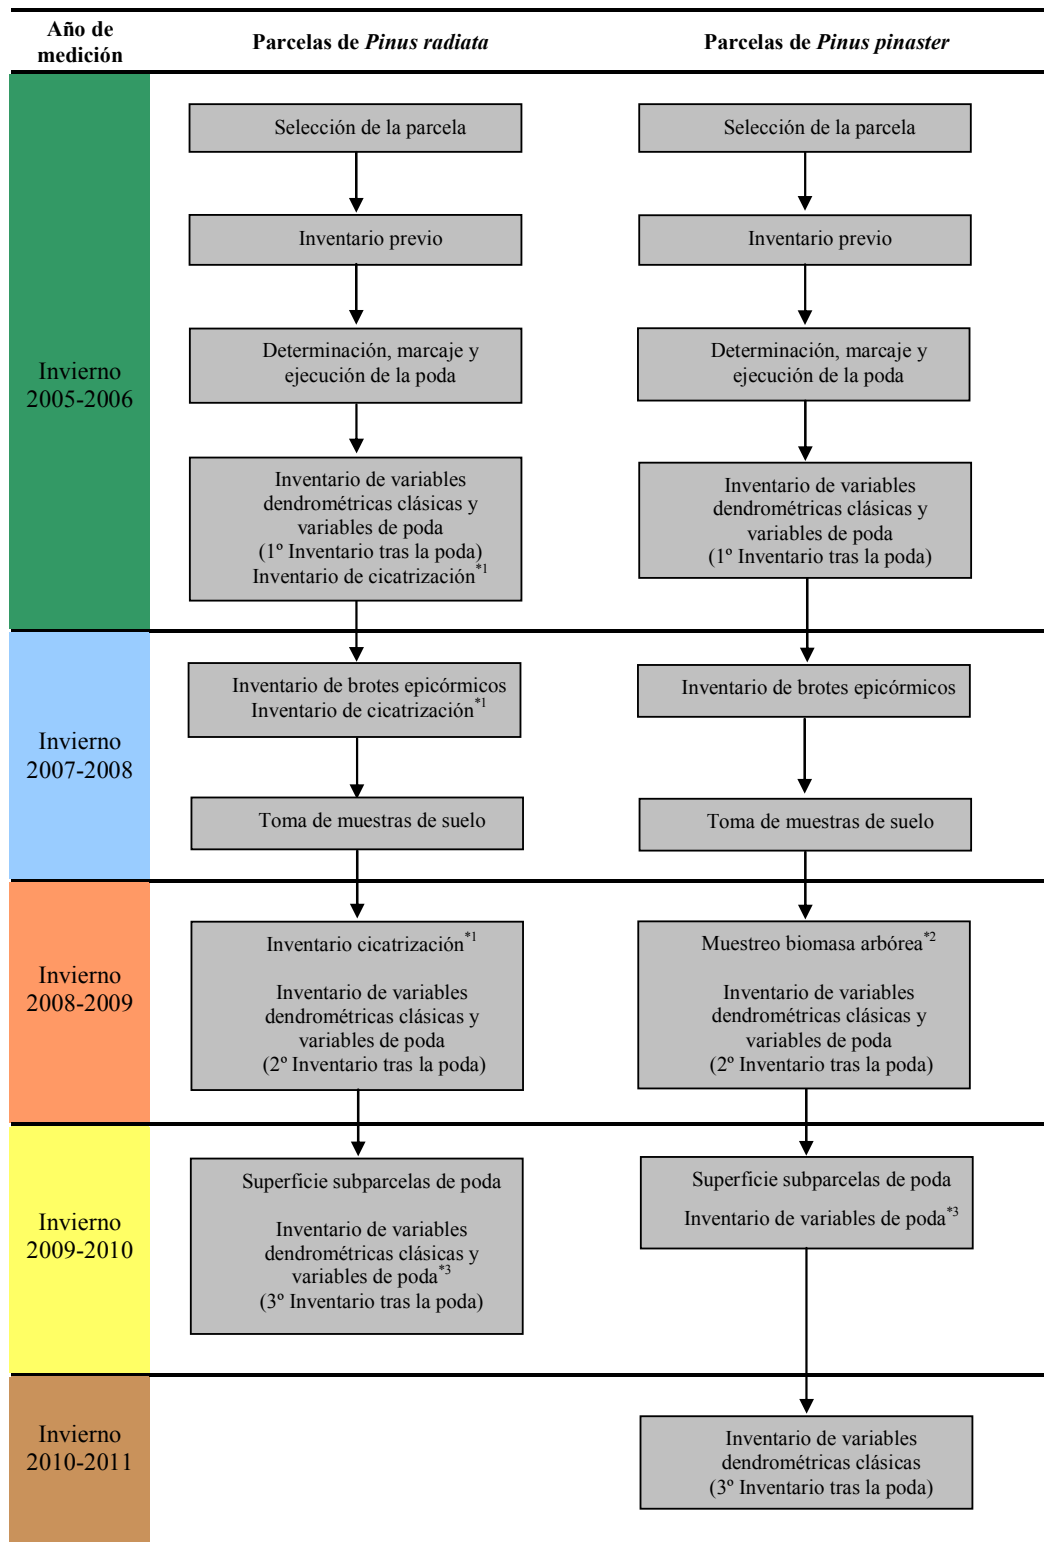 Año de
medición
Parcelas de Pinus radiata
Parcelas de Pinus pinaster
Invierno
2005-2006
Selección de la parcela
Selección de la parcela
Inventario previo
Inventario previo
Determinación, marcaje y
ejecución de la poda
Determinación, marcaje y
ejecución de la poda
Inventario de variables
dendrométricas clásicas y
variables de poda
(1º Inventario tras la poda)
Inventario de cicatrización*1
Inventario de variables
dendrométricas clásicas y
variables de poda
(1º Inventario tras la poda)
Invierno
2007-2008
Inventario de brotes epicórmicos
Inventario de cicatrización*1
Inventario de brotes epicórmicos
Toma de muestras de suelo
Toma de muestras de suelo
Invierno
2008-2009
Inventario cicatrización*1
Inventario de variables
dendrométricas clásicas y
variables de poda
(2º Inventario tras la poda)
Muestreo biomasa arbórea*2
Inventario de variables
dendrométricas clásicas y
variables de poda
(2º Inventario tras la poda)
Invierno
2009-2010
Superficie subparcelas de poda
Inventario de variables
dendrométricas clásicas y
variables de poda*3
(3º Inventario tras la poda)
Superficie subparcelas de poda
Inventario de variables de poda*3
Invierno
2010-2011
Inventario de variables
dendrométricas clásicas
(3º Inventario tras la poda)